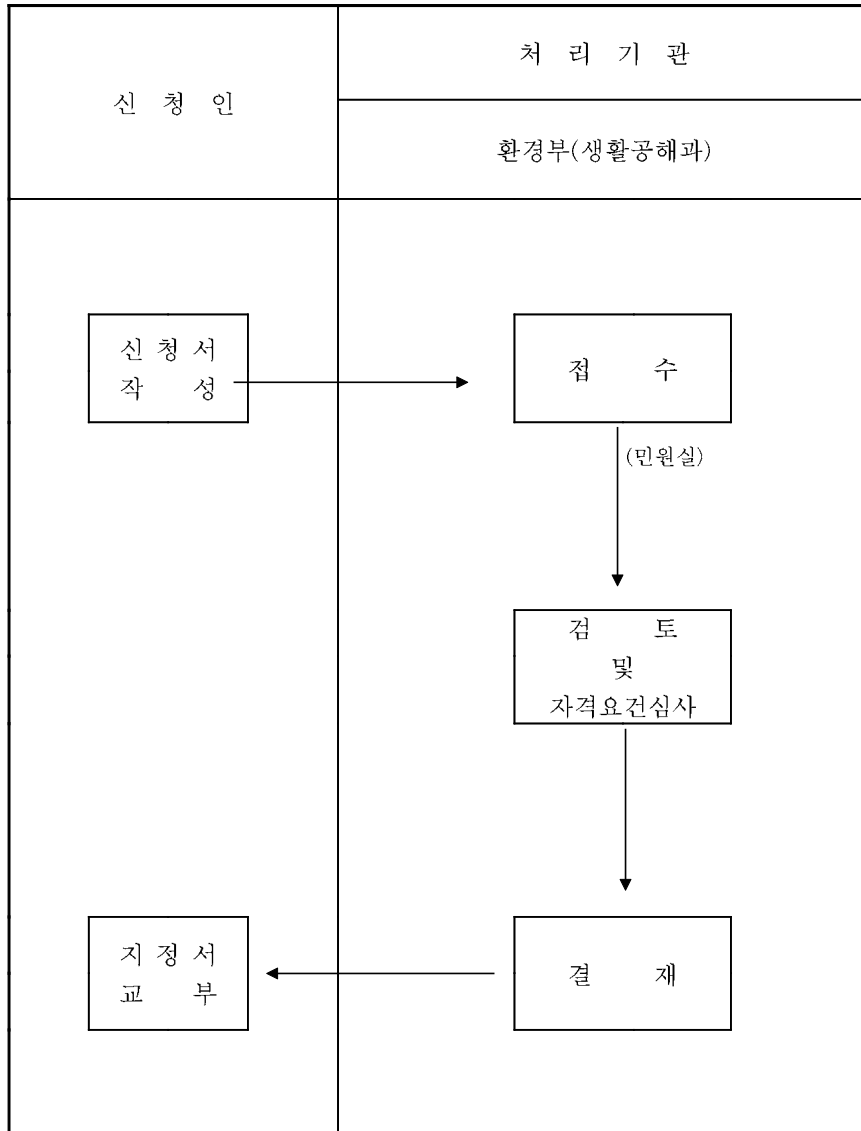 신 청 인
처 리 기 관
환경부(생활공해과)
신 청 서
작 성
접 수
(민원실)
검 토
및
자격요건심사
결 재
지 정 서
교 부